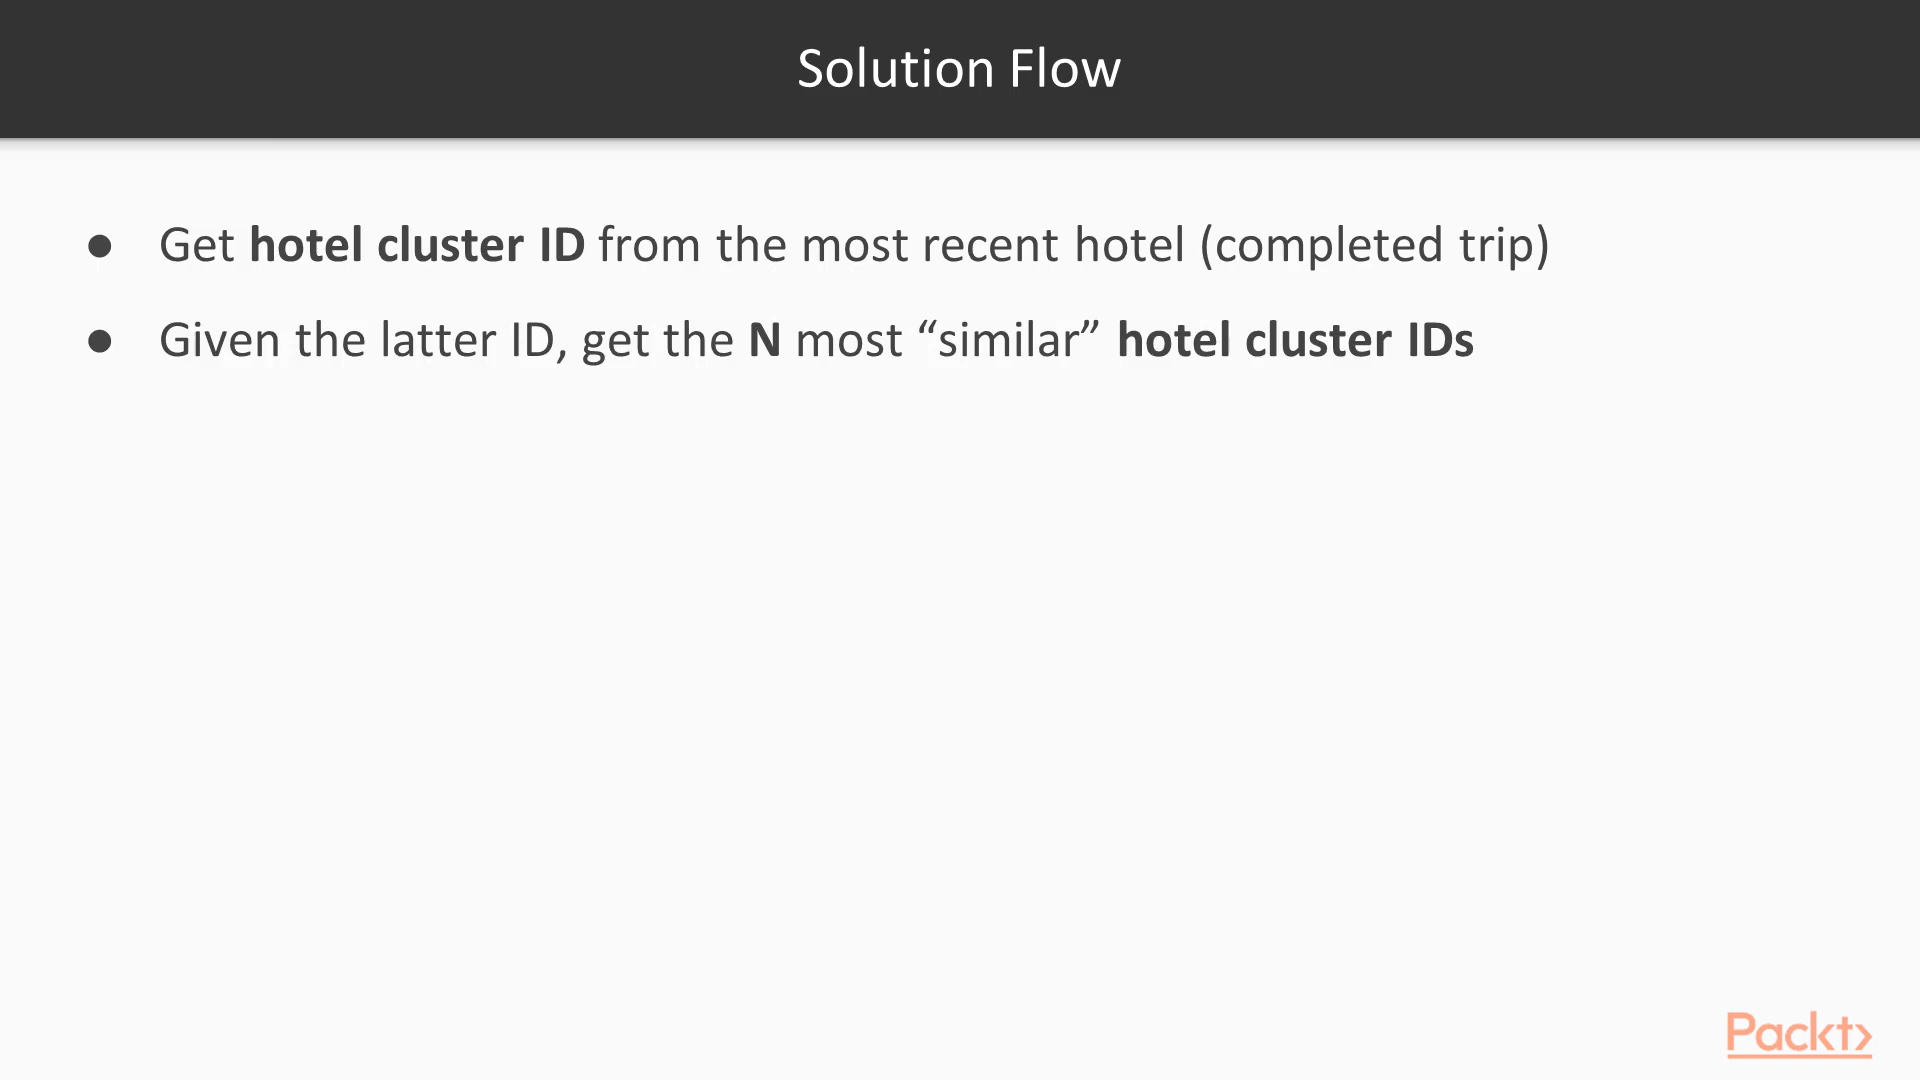 Solution Flow
● Get hotel cluster ID from the most recent hotel (completed trip)
● Given the latter ID, get the N most “similar” hotel cluster IDs
Packt>